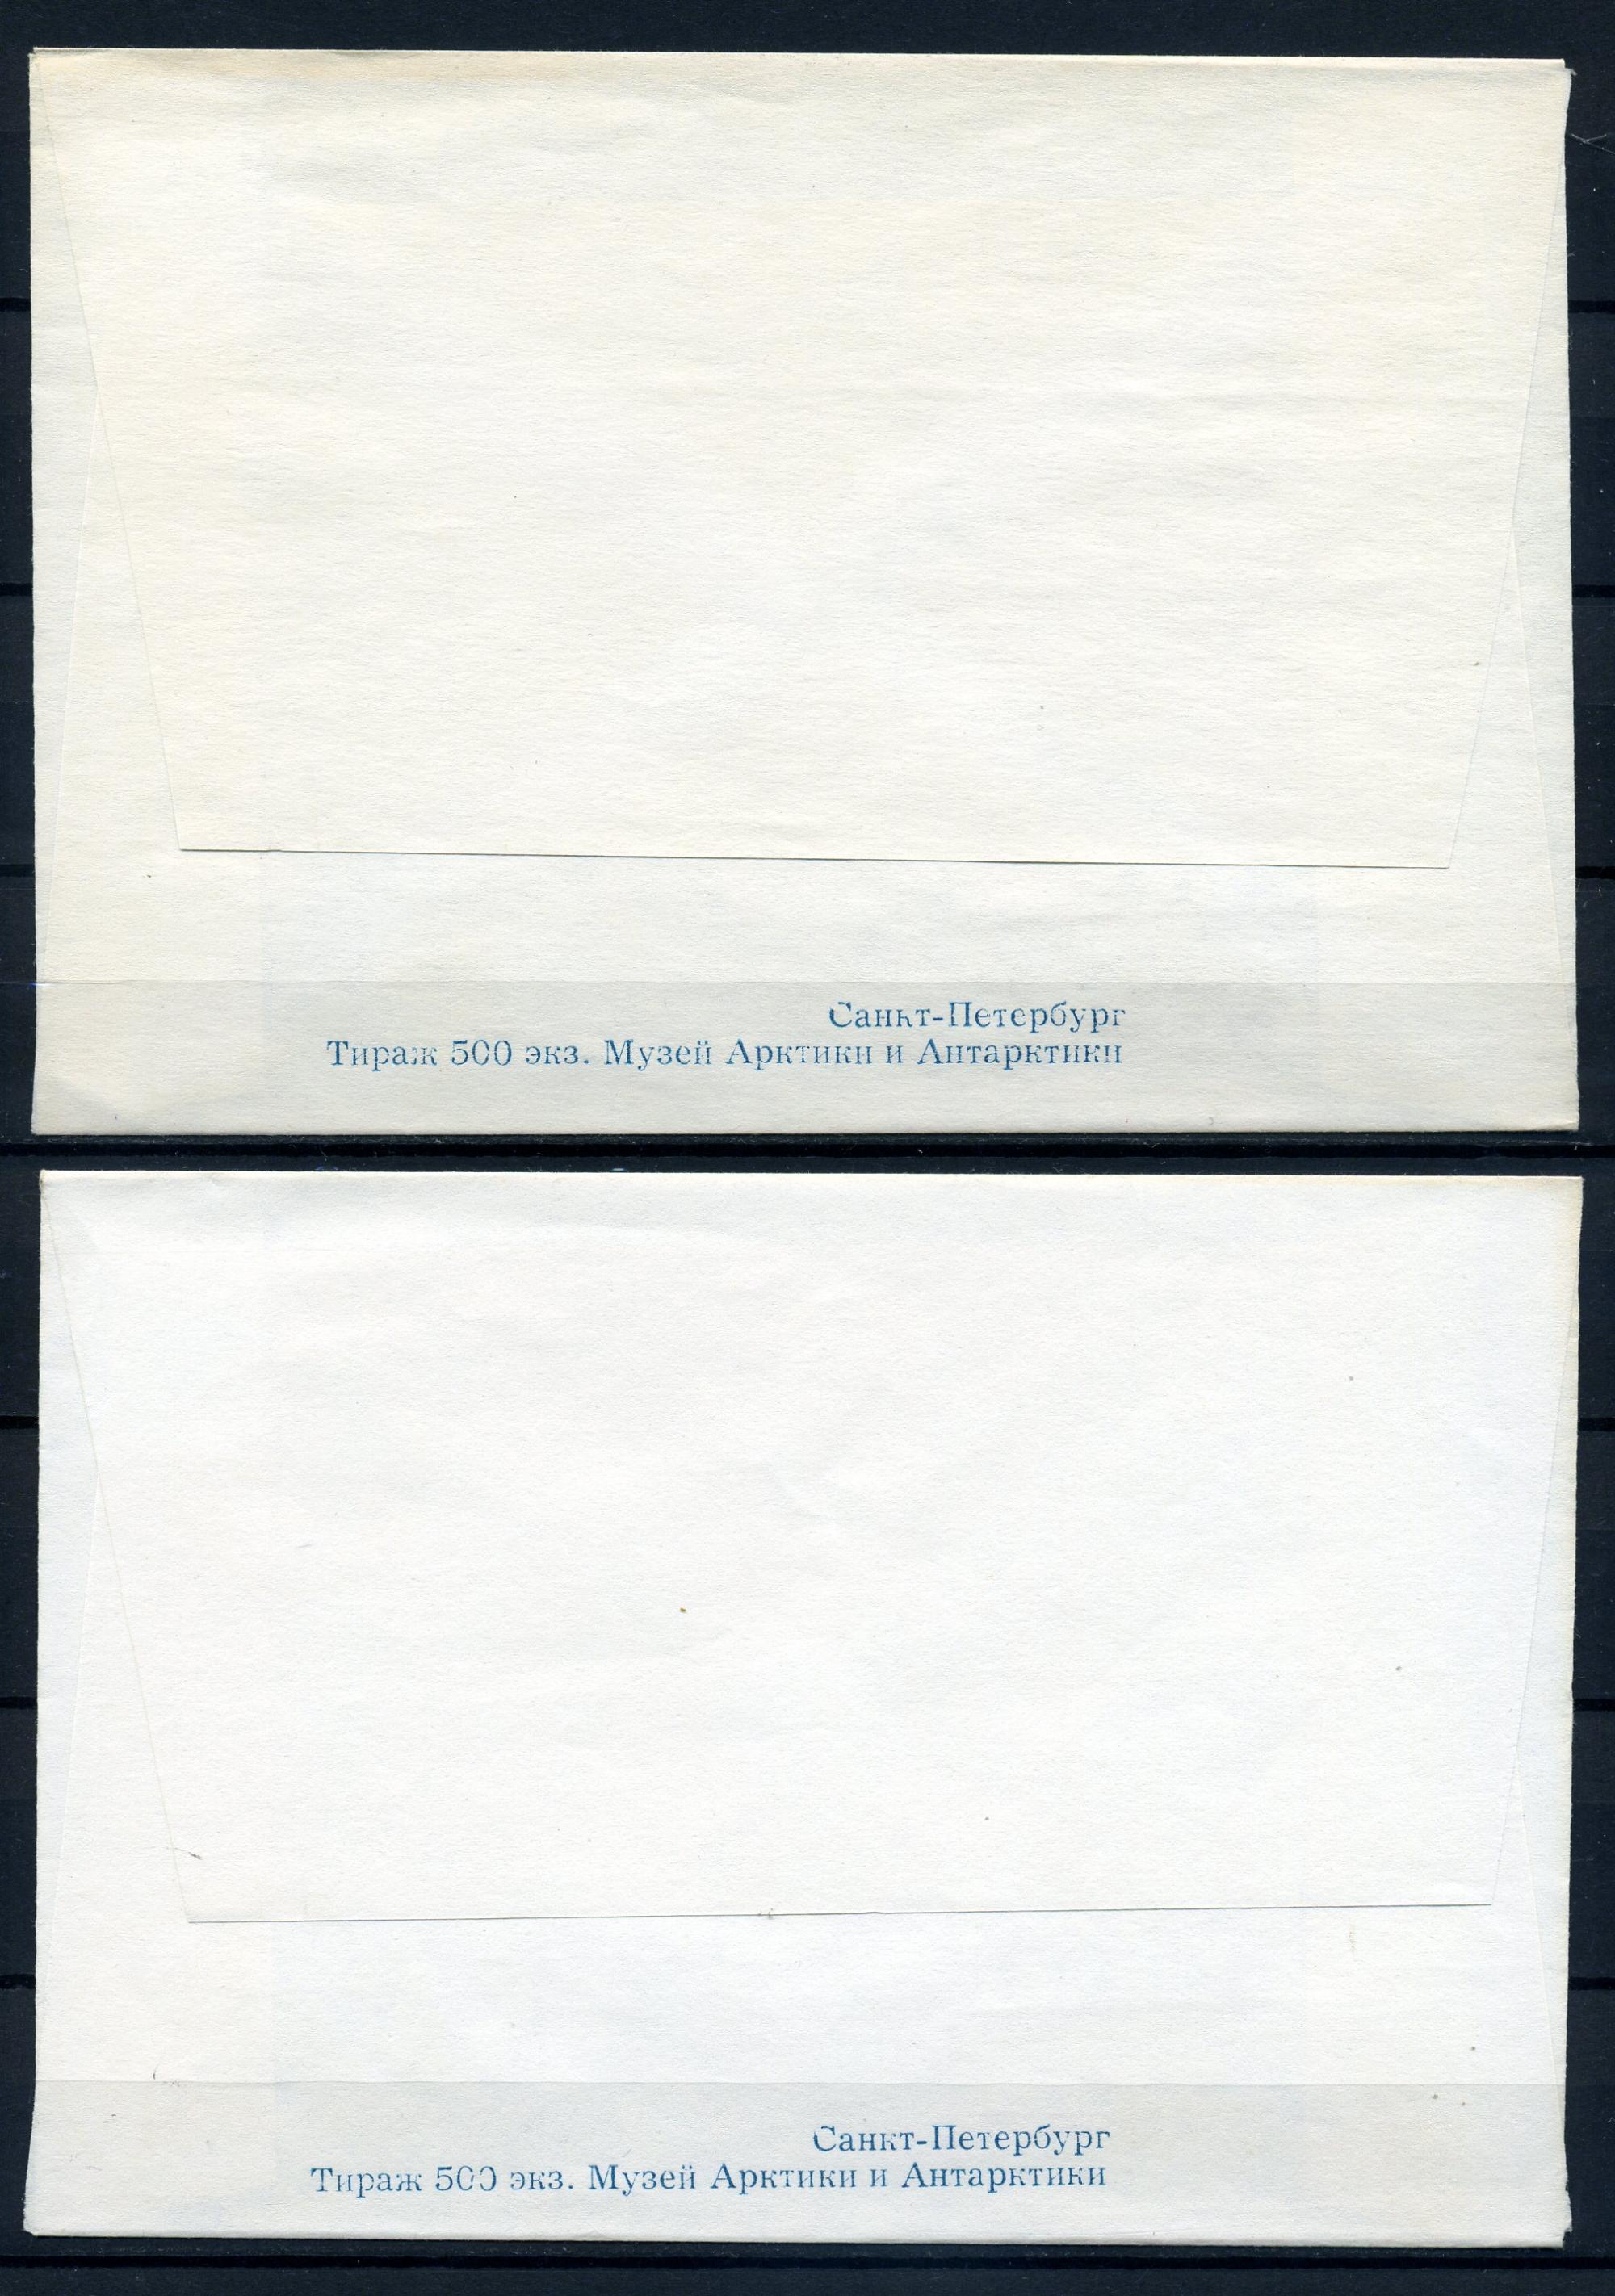 Санкт-Петербург
Тираж 500 экз. Музей Арктики и Антарктики
Санкт-Петербург
Тираж 500 экз. Музей Арктики и Антарктики